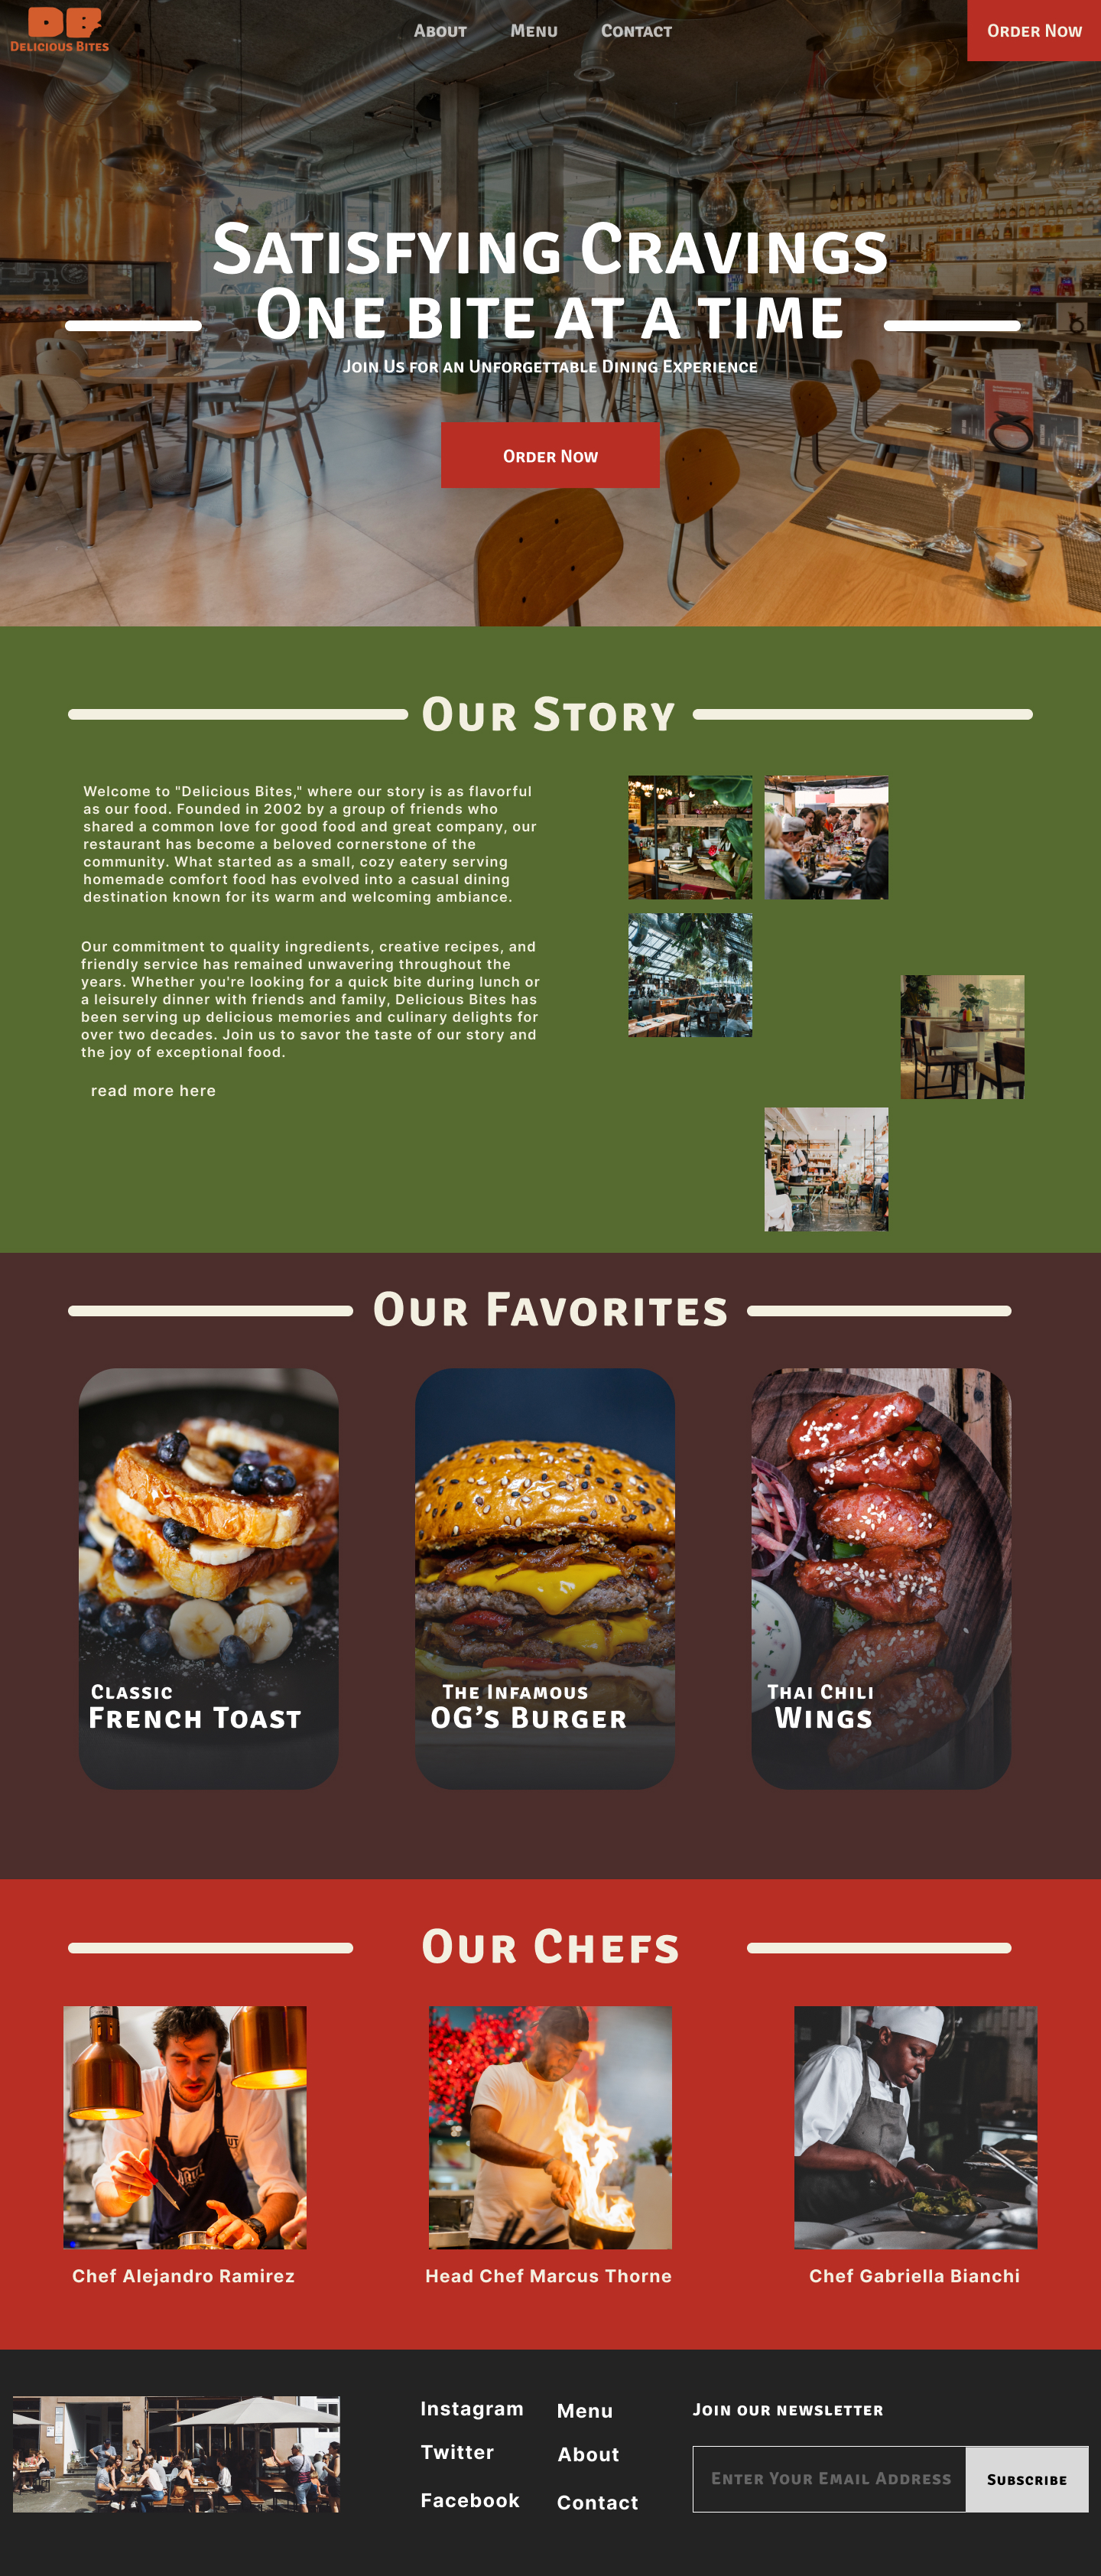 DB
Delicious Bites
About
Menu
Contact
Order Now
Satisfying Cravings
One bite at a time
Join Us for an Unforgettable Dining Experience
Order Now
Our Story
Welcome to "Delicious Bites," where our story is as flavorful
as our food. Founded in 2002 by a group of friends who
shared a common love for good food and great company, our
restaurant has become a beloved cornerstone of the
community. What started as a small, cozy eatery serving
homemade comfort food has evolved into a casual dining
destination known for its warm and welcoming ambiance.
Our commitment to quality ingredients, creative recipes, and
friendly service has remained unwavering throughout the
years. Whether you're looking for a quick bite during lunch or
a leisurely dinner with friends and family, Delicious Bites has
been serving up delicious memories and culinary delights for
over two decades. Join us to savor the taste of our story and
the joy of exceptional food.
read more here
Our Favorites
Classic
French Toast
The Infamous
OG's Burger
Thai Chili
Wings
Our Chefs
Chef Alejandro Ramirez
Head Chef Marcus Thorne
Chef Gabriella Bianchi
Instagram
Twitter
Facebook
Menu
About
Contact
Join our newsletter
Enter Your Email Address
Subscribe